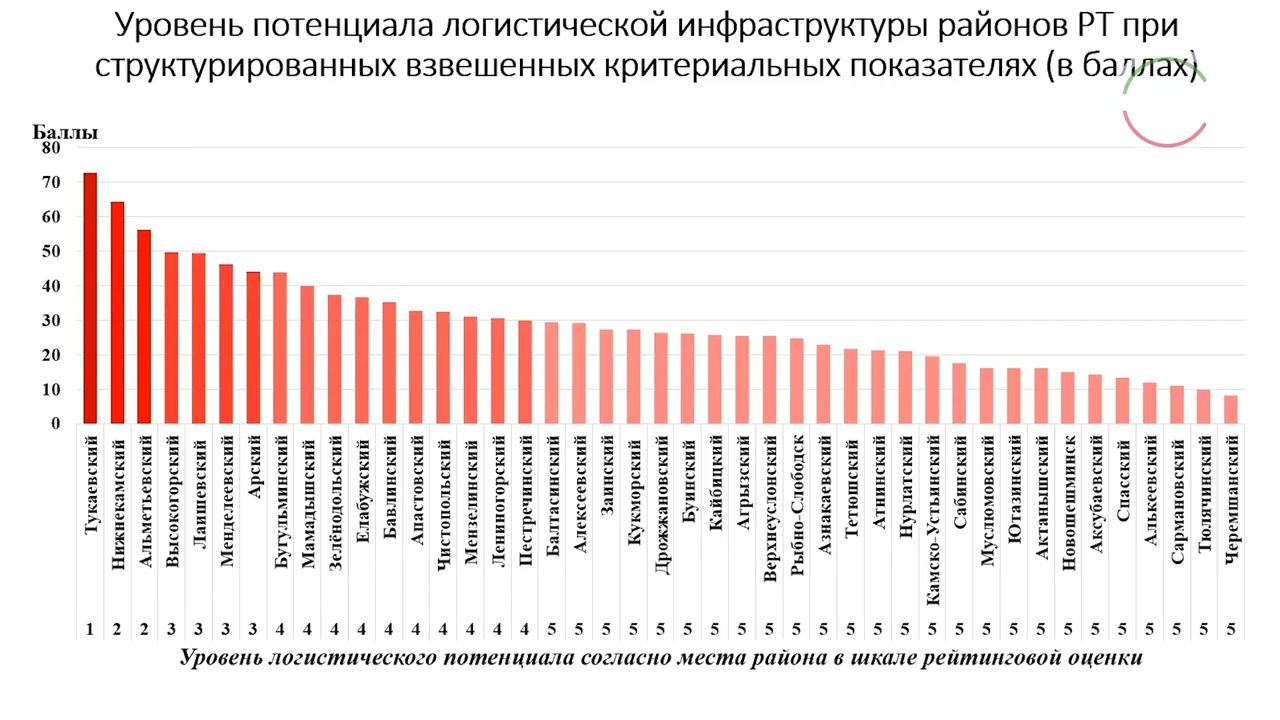 Уровень потенциала логистической инфраструктуры районов РТ при
структурированных взвешенных критериальных показателях (в баллах)
Баллы
80
70
60
50
40
30
20
10
0
Тукаевский
Нижнекамский
Альметьевский
Высокогорский
Лаишевский
Менделеевский
Арский
Бугульминский
Мамадышский
Зелёнодольский
Елабужский
Бавлинский
Апастовский
Чистопольский
Мензелинский
Лениногорский
Пестречинский
Балтасинский
Алексеевский
Заинский
Кукморский
Дрожжановский
Буинский
Кайбицкий
Агрызский
Верхнеуслонский
Рыбно-Слободск
Азнакаевский
Тетюшский
Атнинский
Нурлатский
Камско-Устьинский
Сабинский
Муслюмовский
Ютазинский
Актанышский
Новошешминск
Аксубаевский
Спасский
Алькеевский
Сармановский
Тюлячинский
Черемшанский
1 2 2 3 3 3 3 4 4 4 4 4 4 4 4 4 4 5 5 5 5 5 5 5 5 5 5 5 5 5 5 5 5 5 5 5 5 5 5 5 5 5 5
Уровень логистического потенциала согласно места района в шкале рейтинговой оценки